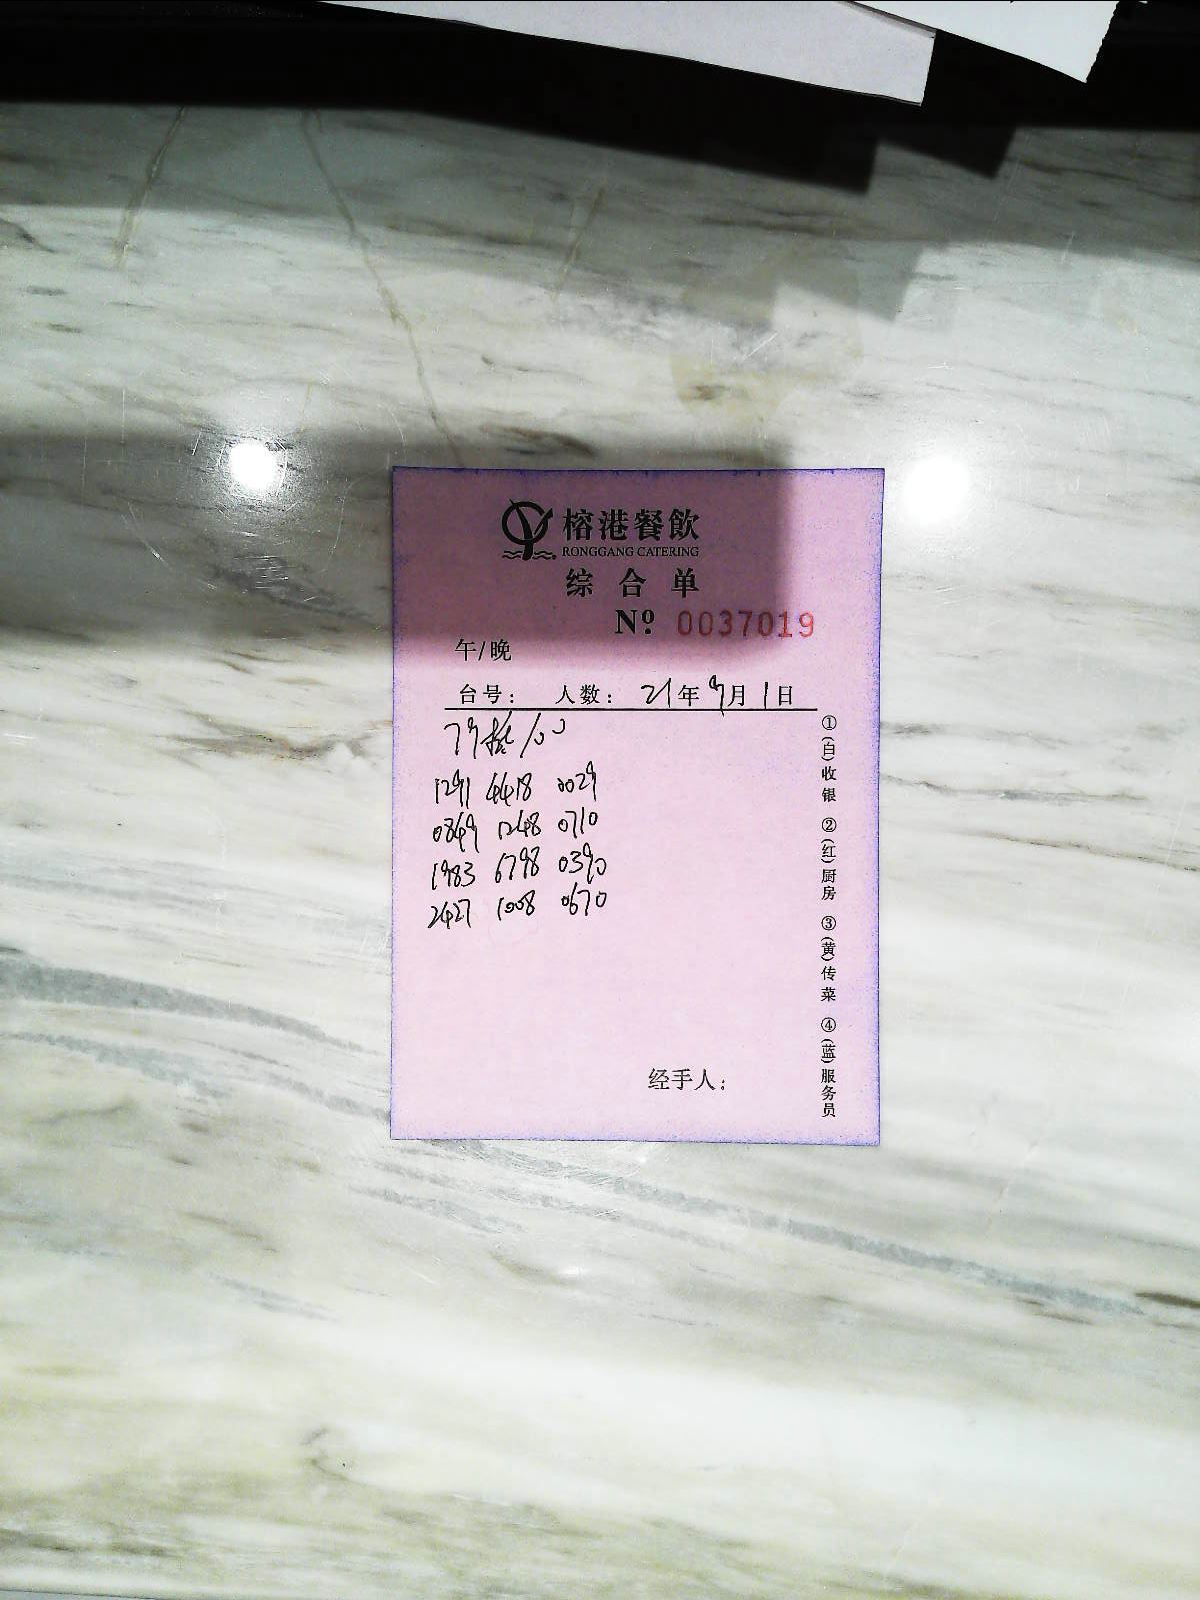 榕港餐飲
RONGGANG CATERING
综合单
Nº 0037019
午/晚
台号: 人数: 21年9月1日
100
1291 4418 0029
0849 1248 0710
1983 6798 0390
2427 1008 0670
经手人:
①(白)收银 ②(红)厨房 ③(黄)传菜 ④(蓝)服务员